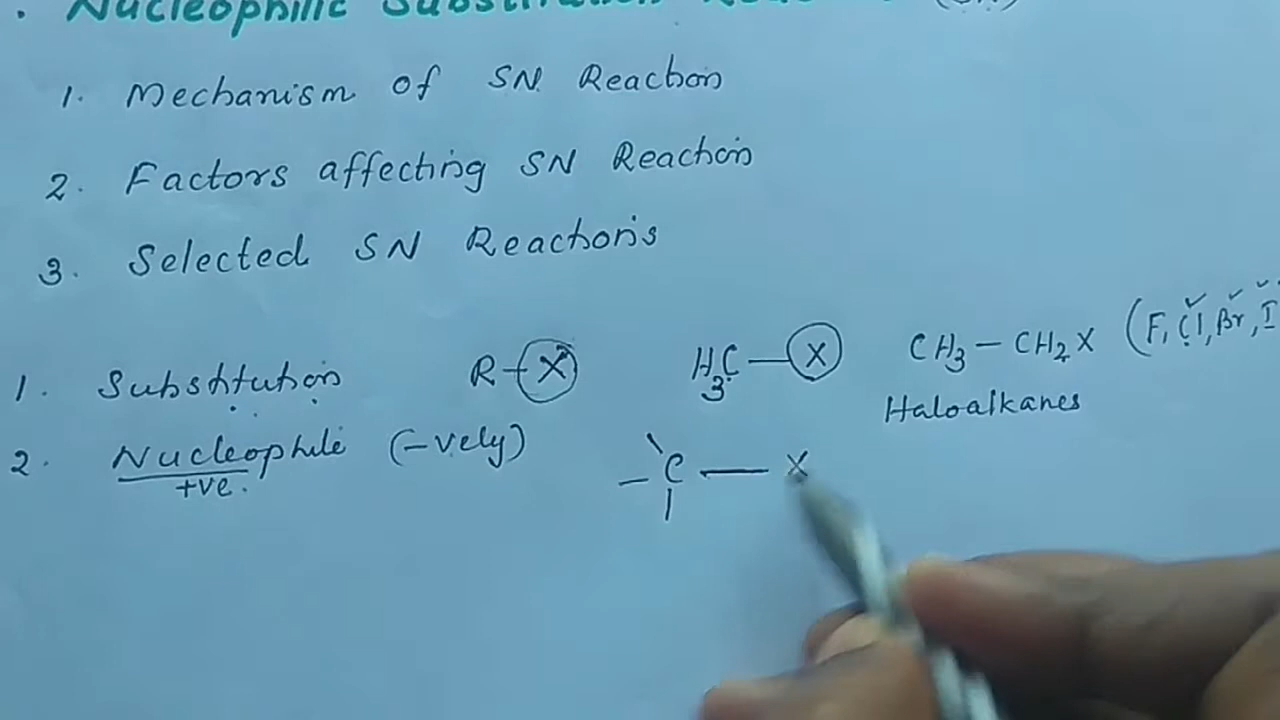 . Nucleophilic Substitution
1. Mechanism of SN Reaction
2. Factors affecting SN Reaction
3. Selected SN Reactions
1. Substitution R-X H3C-X CH3-CH2X (F, Cl, Br, I
Haloalkanes
2. Nucleophile (-vely) -C-X
+ve.